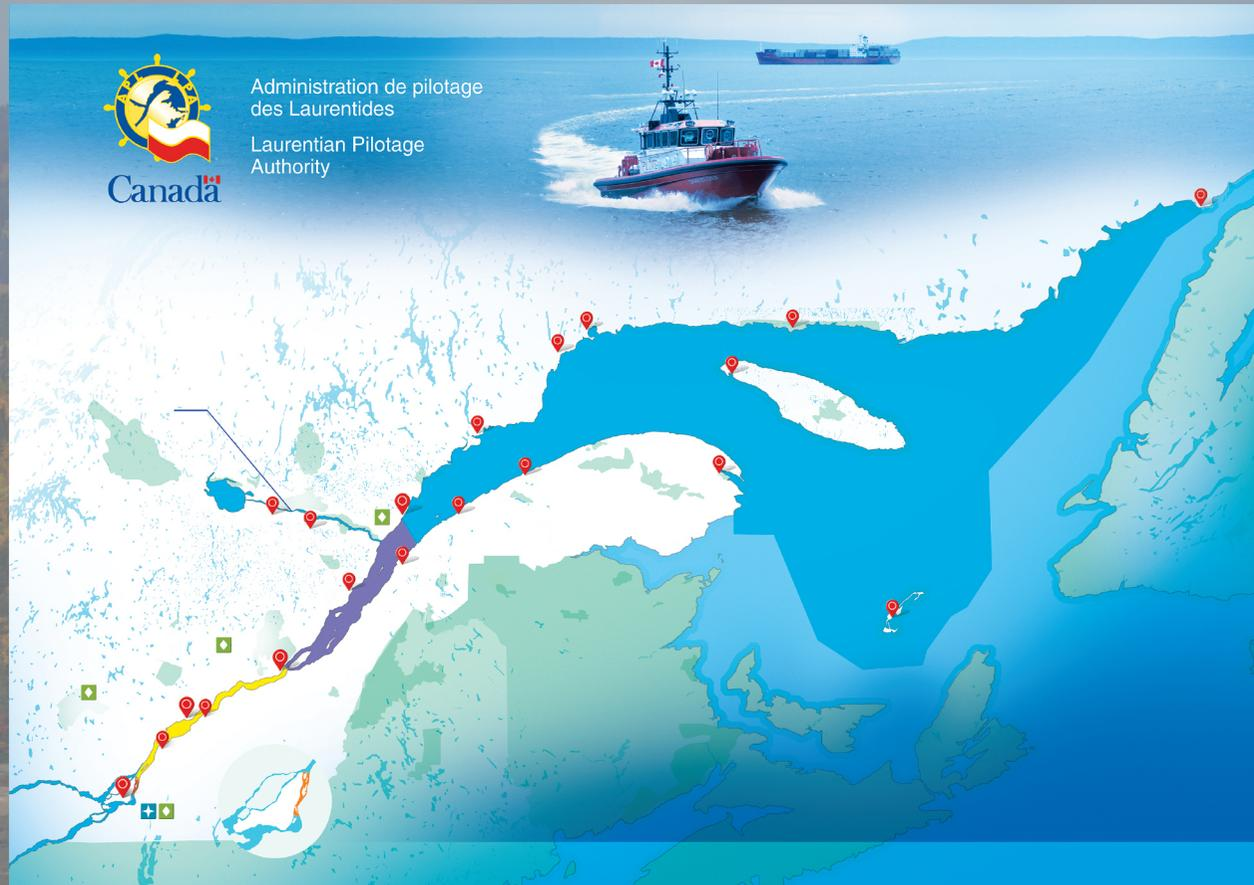 Administration de pilotage
des Laurentides
Laurentian Pilotage
Authority
Canada